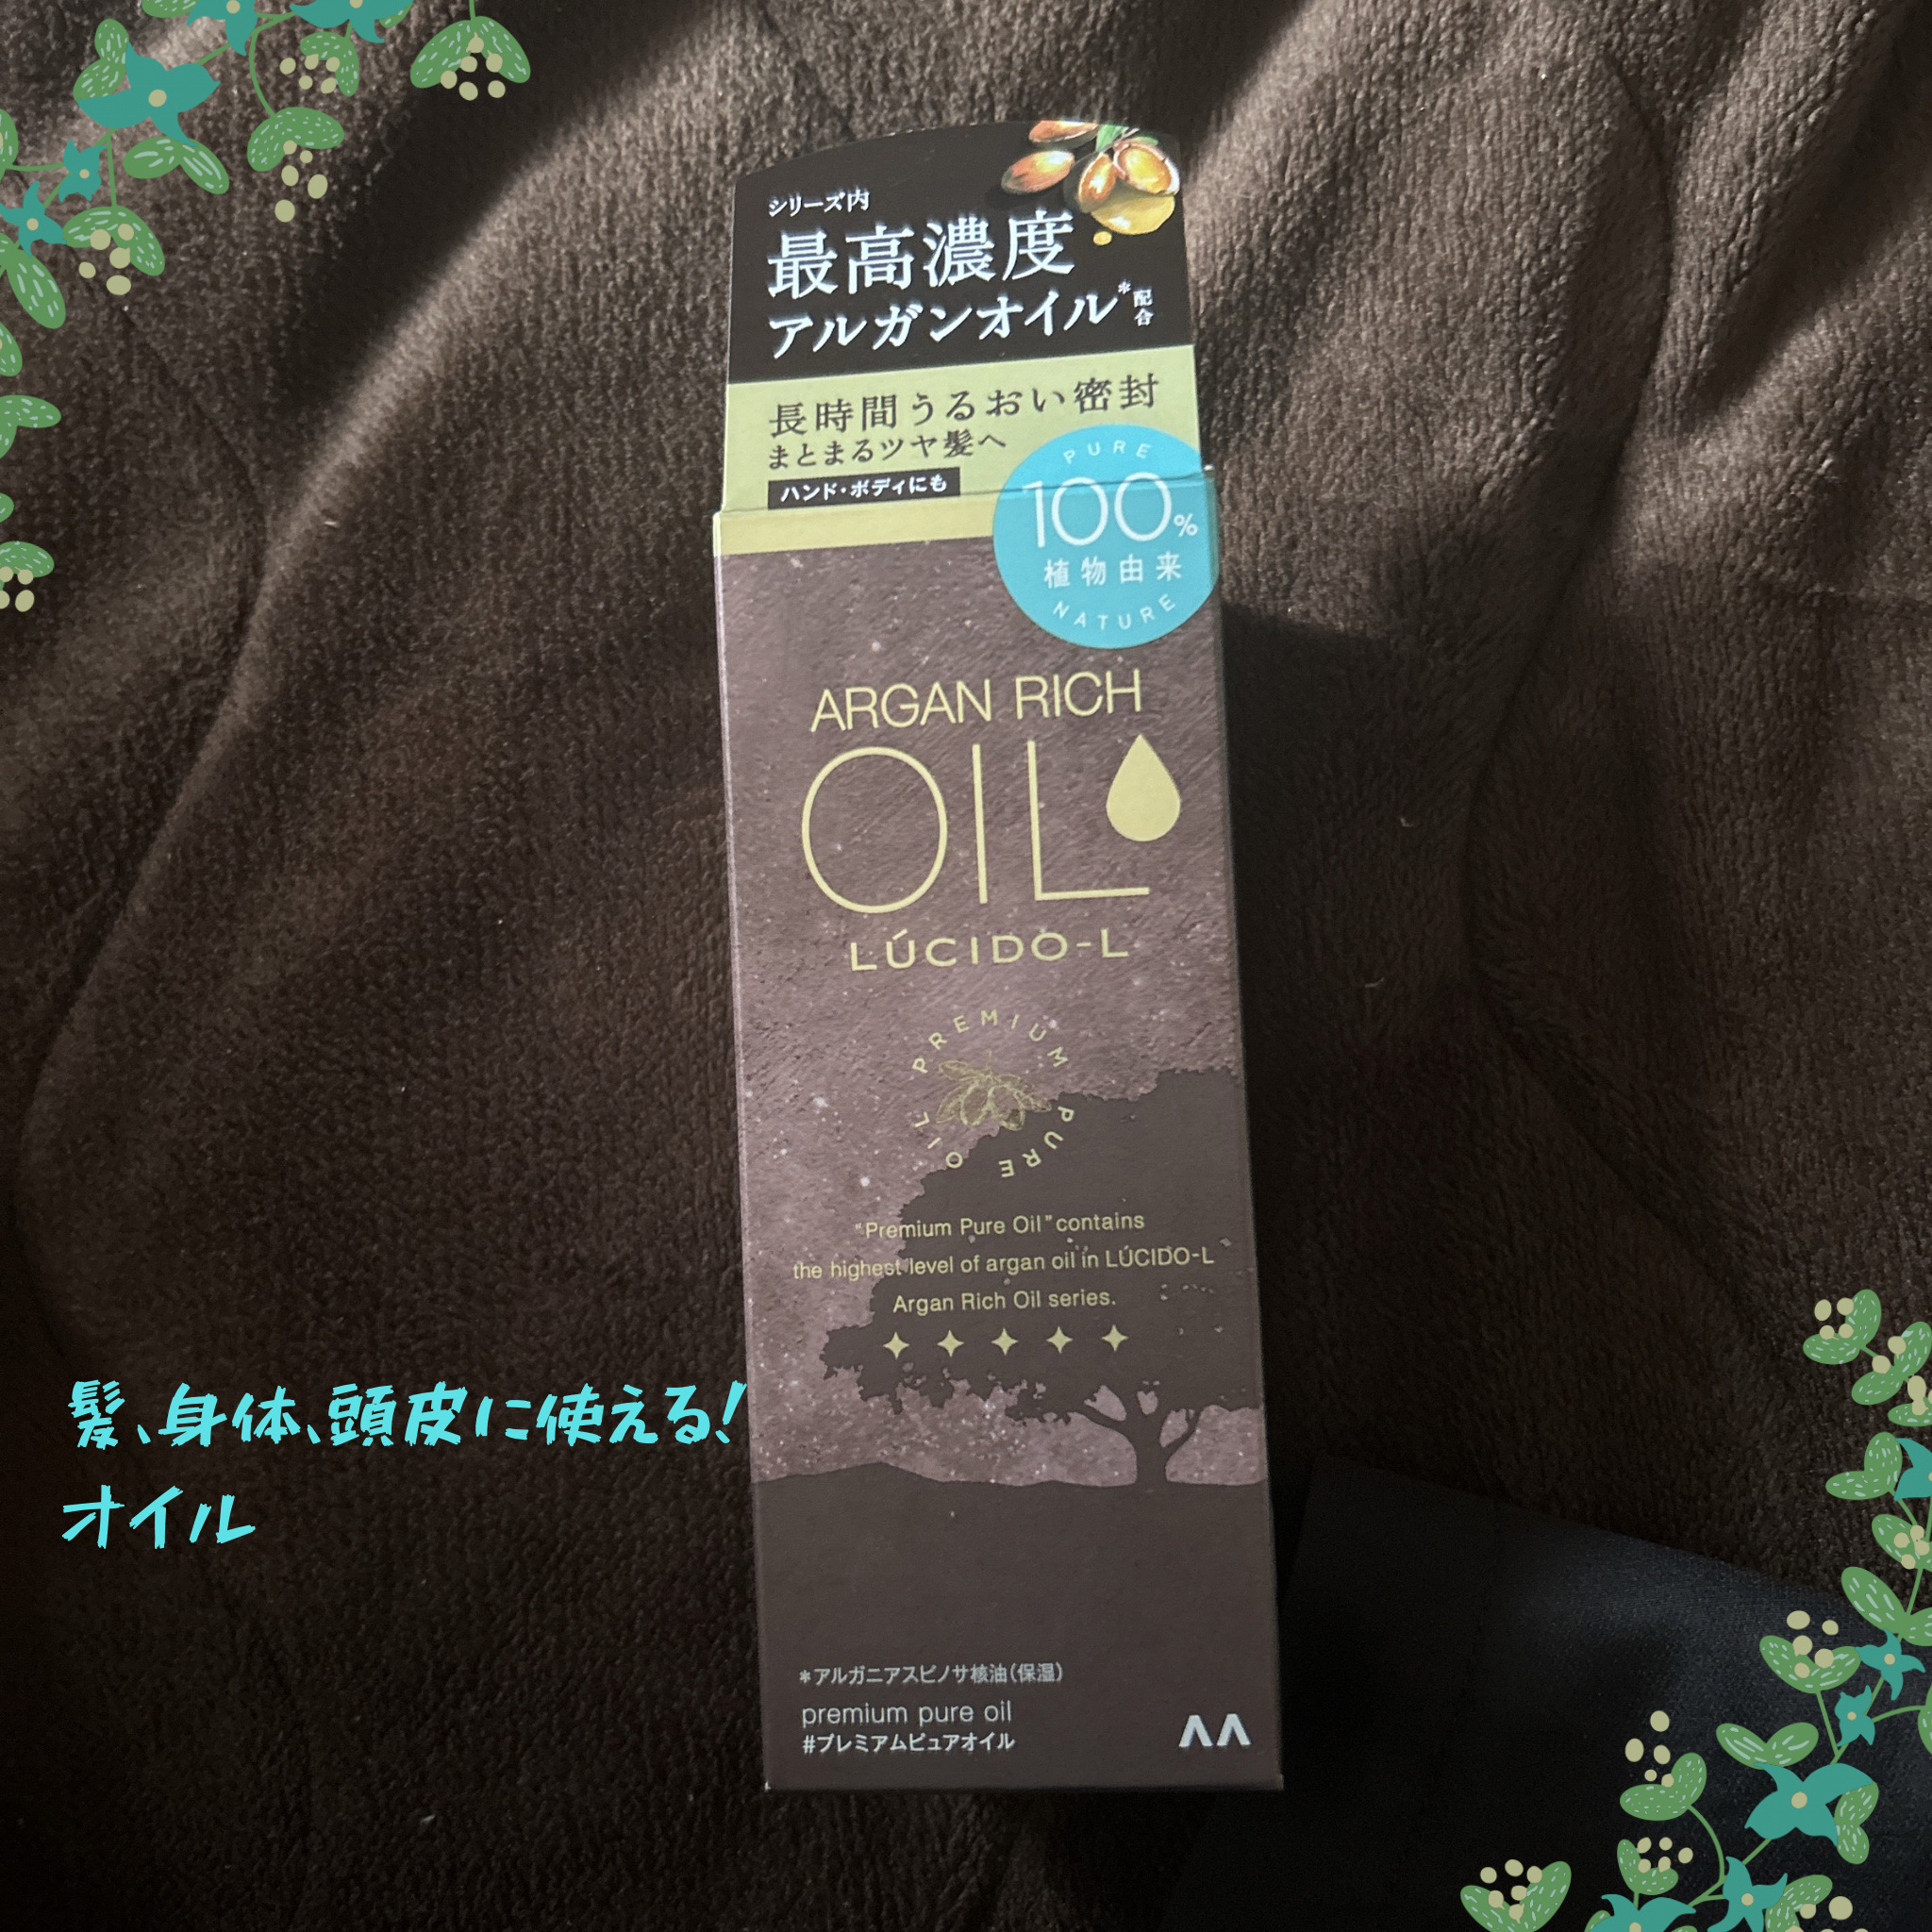 シリーズ内
最高濃度
アルガンオイル*配合
長時間うるおい密封
まとまるツヤ髪へ
ハンド・ボディにも
PURE
100%
植物由来
NATURE
ARGAN RICH
OIL
LÚCIDO-L
PREMIUM PURE OIL
"Premium Pure Oil" contains
the highest level of argan oil in LÚCIDO-L
Argan Rich Oil series.
髪、身体、頭皮に使える!
オイル
*アルガニアスピノサ核油(保湿)
premium pure oil
#プレミアムピュアオイル